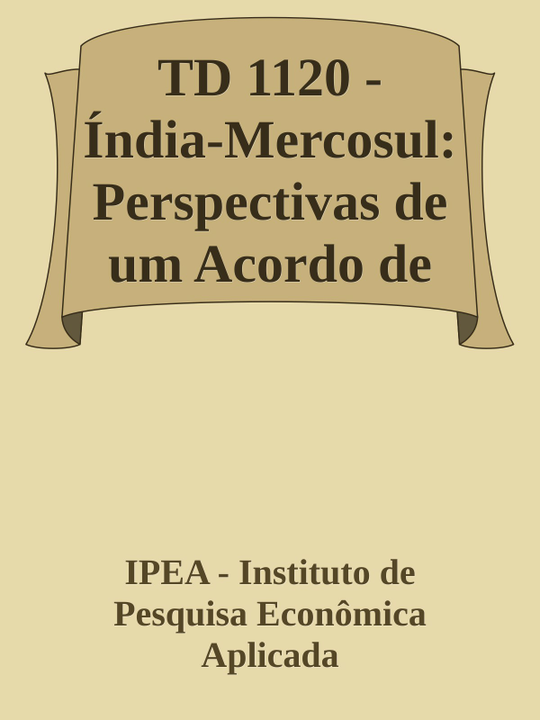 TD 1120 -
Índia-Mercosul:
Perspectivas de
um Acordo de
IPEA - Instituto de
Pesquisa Econômica
Aplicada